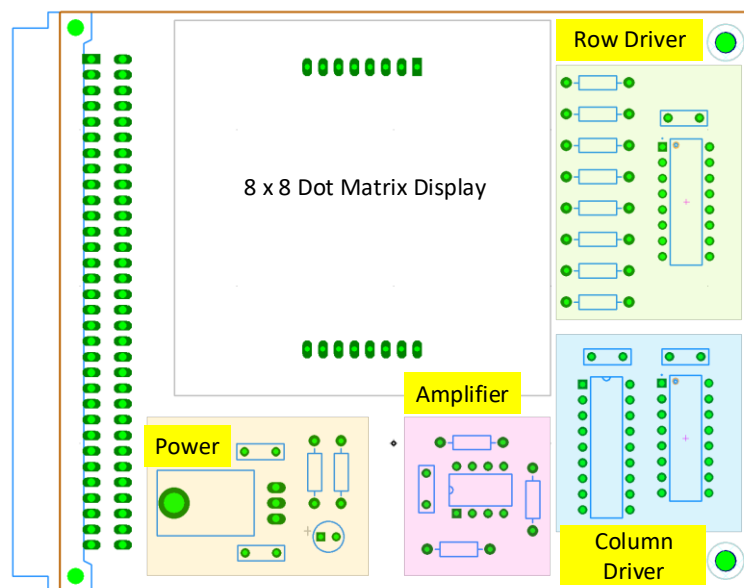 Row Driver
8 x 8 Dot Matrix Display
Amplifier
Power
Column
Driver